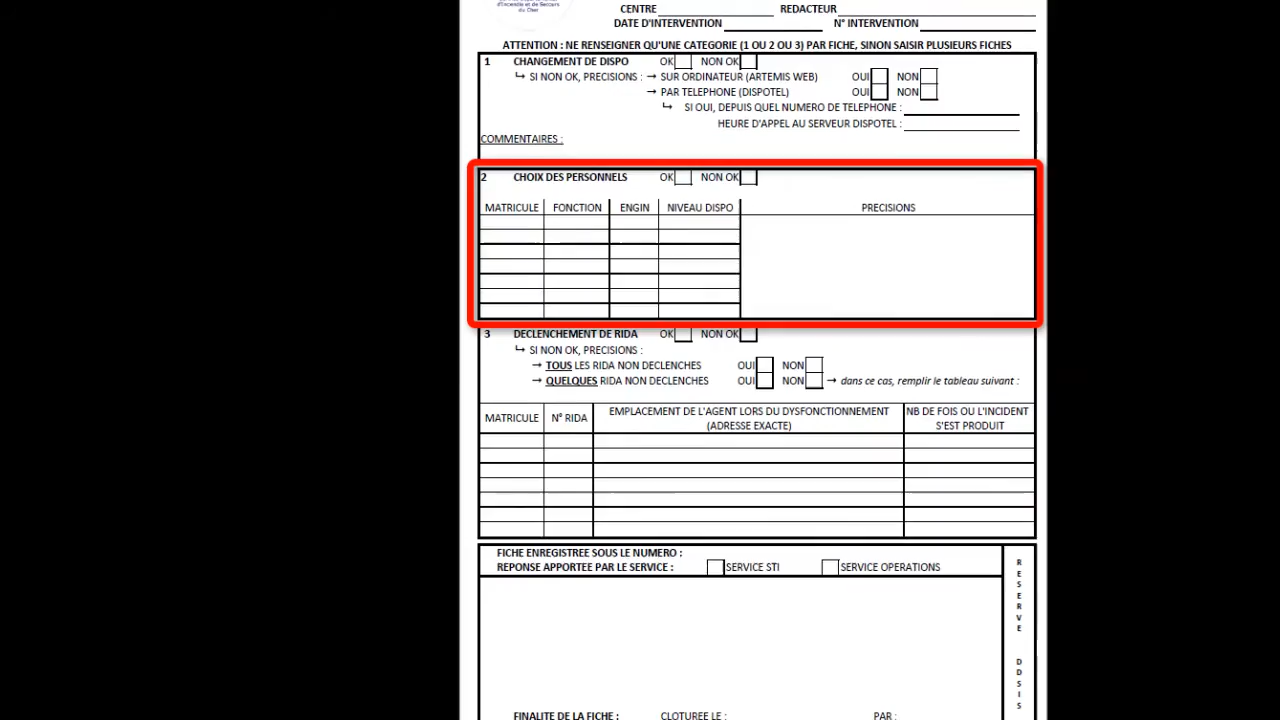 d'Incendie et de Secours
du Cher
CENTRE REDACTEUR
DATE D'INTERVENTION N° INTERVENTION
ATTENTION : NE RENSEIGNER QU'UNE CATEGORIE (1 OU 2 OU 3) PAR FICHE, SINON SAISIR PLUSIEURS FICHES
1 CHANGEMENT DE DISPO OK NON OK
↳ SI NON OK, PRECISIONS : → SUR ORDINATEUR (ARTEMIS WEB) OUI NON
→ PAR TELEPHONE (DISPOTEL) OUI NON
↳ SI OUI, DEPUIS QUEL NUMERO DE TELEPHONE :
HEURE D'APPEL AU SERVEUR DISPOTEL :
COMMENTAIRES :
2 CHOIX DES PERSONNELS OK NON OK
MATRICULE FONCTION ENGIN NIVEAU DISPO PRECISIONS
3 DECLENCHEMENT DE RIDA OK NON OK
↳ SI NON OK, PRECISIONS :
→ TOUS LES RIDA NON DECLENCHES OUI NON
→ QUELQUES RIDA NON DECLENCHES OUI NON → dans ce cas, remplir le tableau suivant :
MATRICULE N° RIDA EMPLACEMENT DE L'AGENT LORS DU DYSFONCTIONNEMENT
(ADRESSE EXACTE)
NB DE FOIS OU L'INCIDENT
S'EST PRODUIT
FICHE ENREGISTREE SOUS LE NUMERO :
REPONSE APPORTEE PAR LE SERVICE : SERVICE STI SERVICE OPERATIONS
RESERVE DDSIS
FINALITE DE LA FICHE : CLOTUREE LE : PAR :